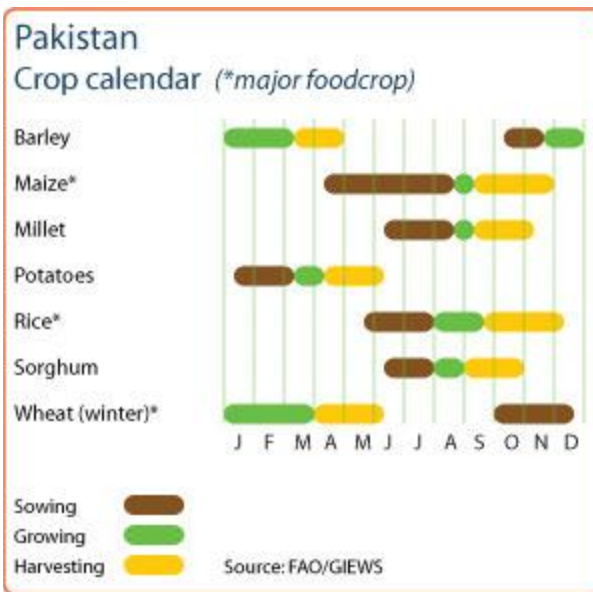 Pakistan
Crop calendar (*major foodcrop)
Barley
Maize*
Millet
Potatoes
Rice*
Sorghum
Wheat (winter)*
J F M A M J J A S O N D
Sowing
Growing
Harvesting
Source: FAO/GIEWS